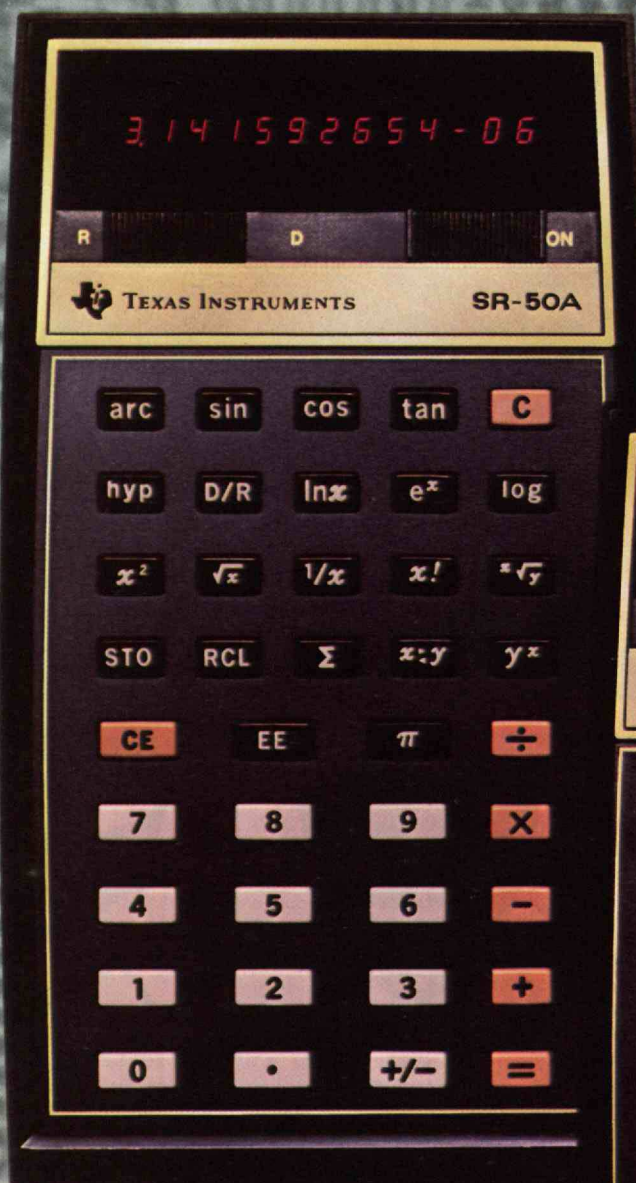 3.141592654-06
R D ON
TEXAS INSTRUMENTS SR-50A
arc sin cos tan C
hyp D/R lnx eˣ log
x² √x 1/x x! ˣ√y
STO RCL Σ x:y yˣ
CE EE π ÷
7 8 9 ×
4 5 6 −
1 2 3 +
0 . +/− =